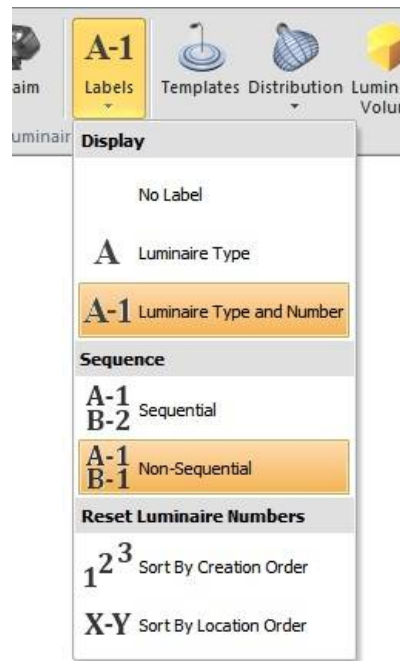 A-1
aim
Labels
Templates
Distribution
Lumin
Volu
uminair
Display
No Label
A Luminaire Type
A-1 Luminaire Type and Number
Sequence
A-1
B-2
Sequential
A-1
B-1
Non-Sequential
Reset Luminaire Numbers
1 2 3 Sort By Creation Order
X-Y Sort By Location Order